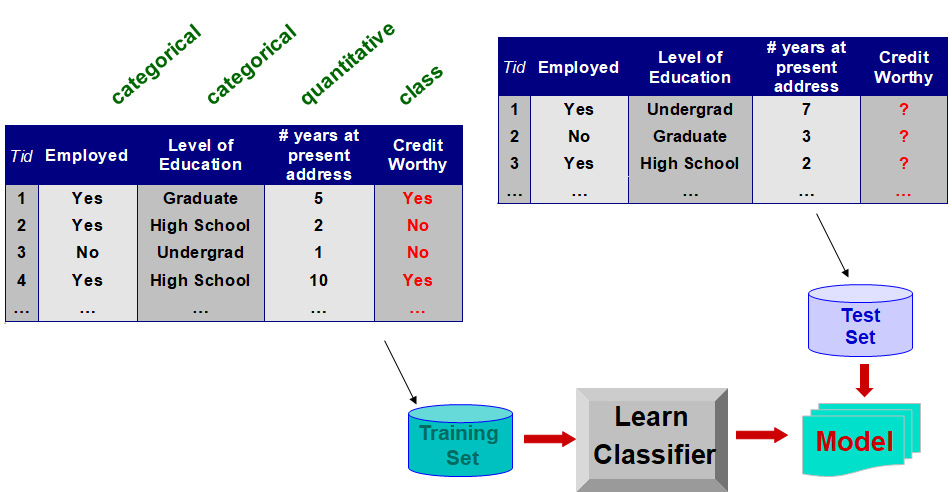 categorical
categorical
quantitative
class
Tid Employed Level of Education # years at present address Credit Worthy
1 Yes Graduate 5 Yes
2 Yes High School 2 No
3 No Undergrad 1 No
4 Yes High School 10 Yes
… … … … …
Tid Employed Level of Education # years at present address Credit Worthy
1 Yes Undergrad 7 ?
2 No Graduate 3 ?
3 Yes High School 2 ?
… … … … …
Test
Set
Training
Set
Learn
Classifier
Model